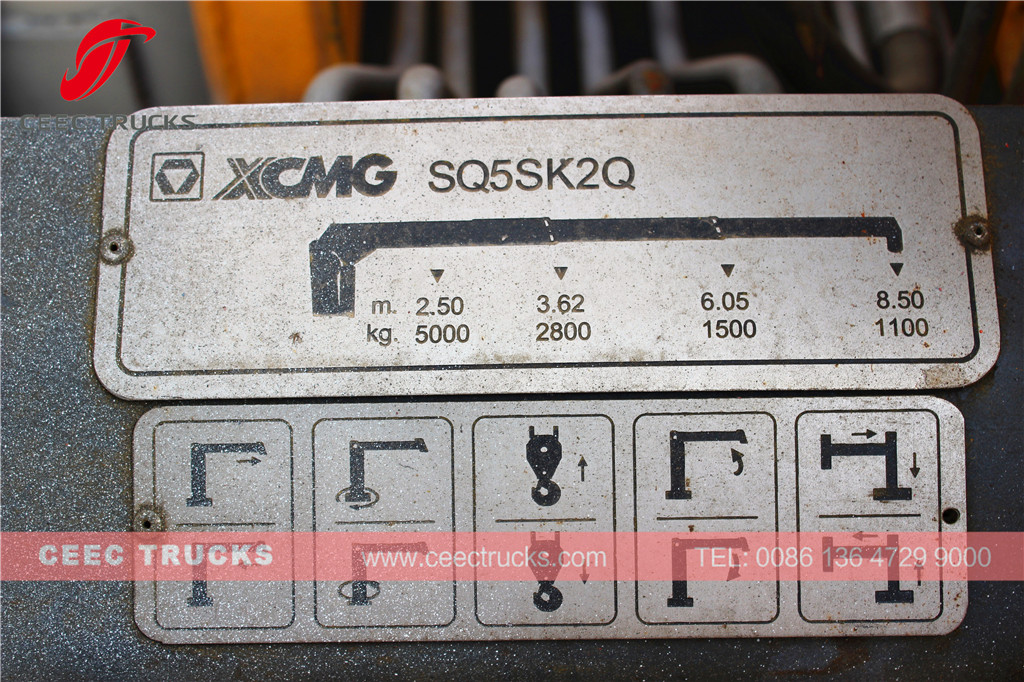 CEEC TRUCKS
XCMG SQ5SK2Q
m. 2.50 3.62 6.05 8.50
kg. 5000 2800 1500 1100
CEEC TRUCKS www.ceectrucks.com TEL: 0086 136 4729 9000